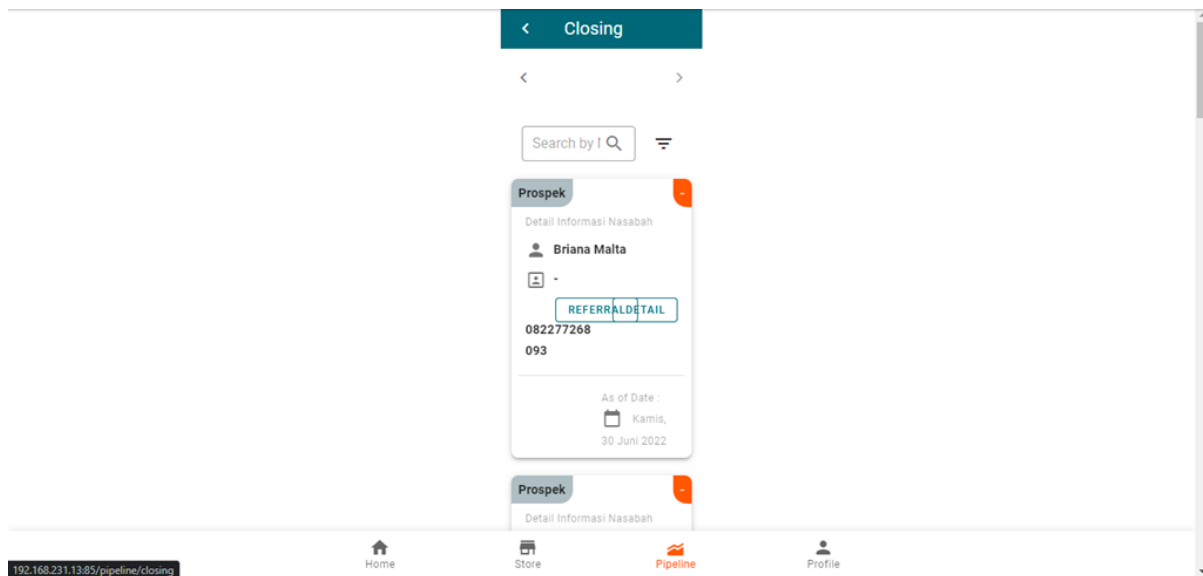 Closing
Search by
Prospek
-
Detail Informasi Nasabah
Briana Malta
-
REFERRAL DETAIL
082277268
093
As of Date :
Kamis,
30 Juni 2022
Prospek
-
Detail Informasi Nasabah
Home
Store
Pipeline
Profile
192.168.231.13:85/pipeline/closing